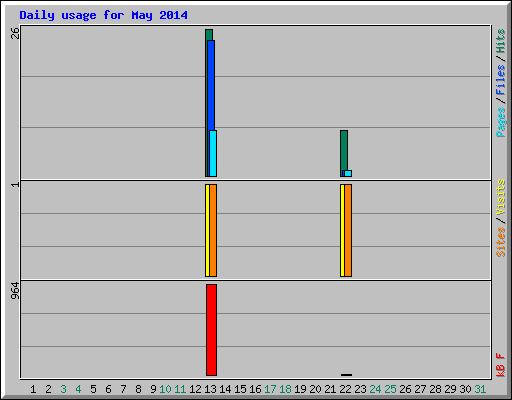 Daily usage for May 2014
26
Pages / Files / Hits
1
Sites / Visits
964
kB F
1 2 3 4 5 6 7 8 9 10 11 12 13 14 15 16 17 18 19 20 21 22 23 24 25 26 27 28 29 30 31